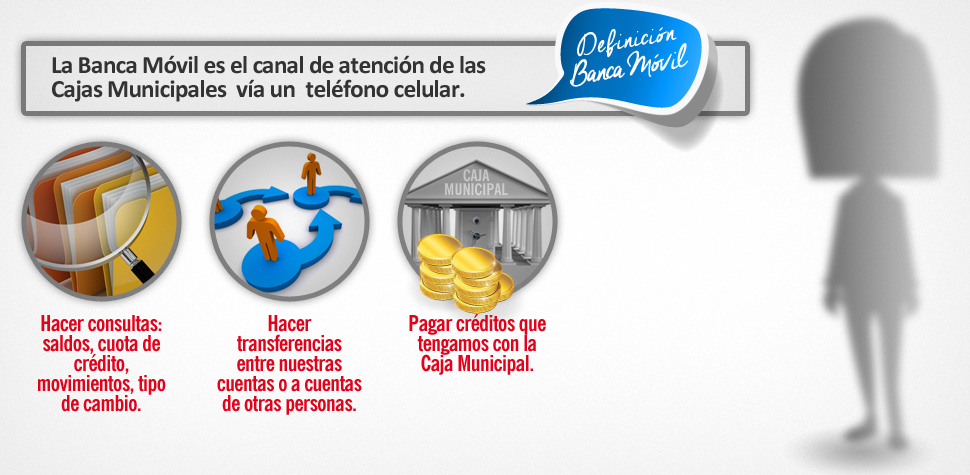 Definición
Banca Móvil
La Banca Móvil es el canal de atención de las
Cajas Municipales vía un teléfono celular.
CAJA
MUNICIPAL
Hacer consultas:
saldos, cuota de
crédito,
movimientos, tipo
de cambio.
Hacer
transferencias
entre nuestras
cuentas o a cuentas
de otras personas.
Pagar créditos que
tengamos con la
Caja Municipal.